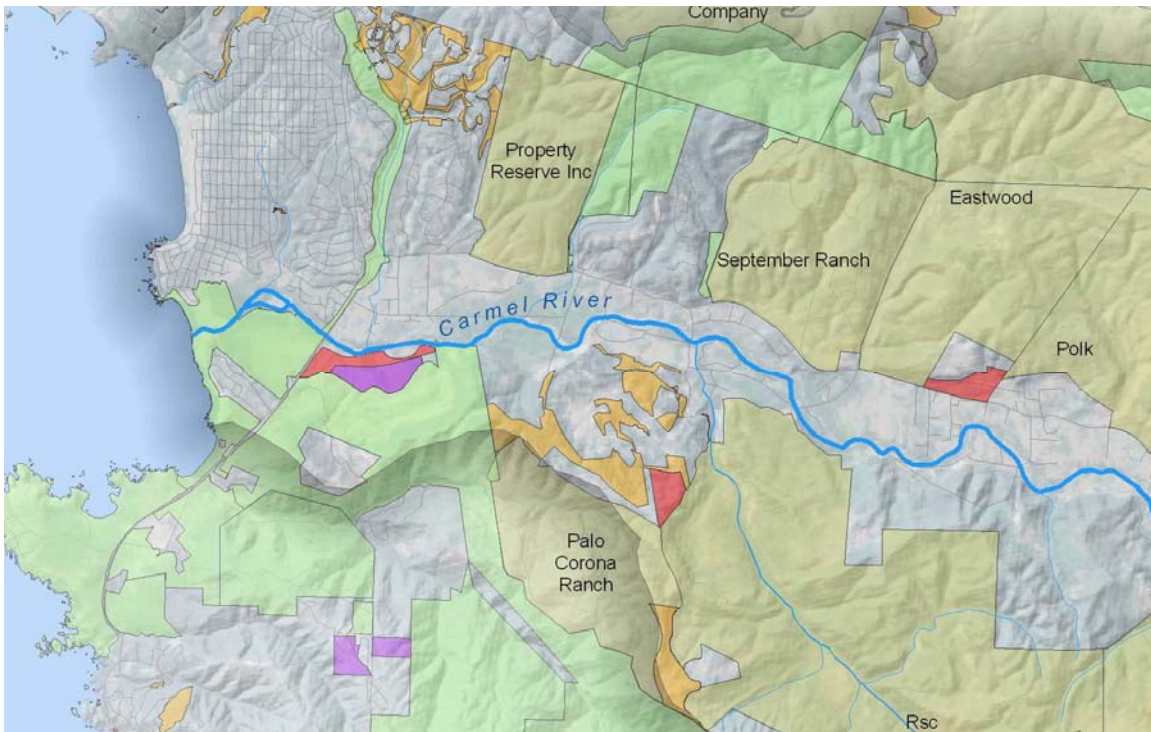 Company
Property
Reserve Inc
Eastwood
September Ranch
Carmel River
Polk
Palo
Corona
Ranch
Rsc